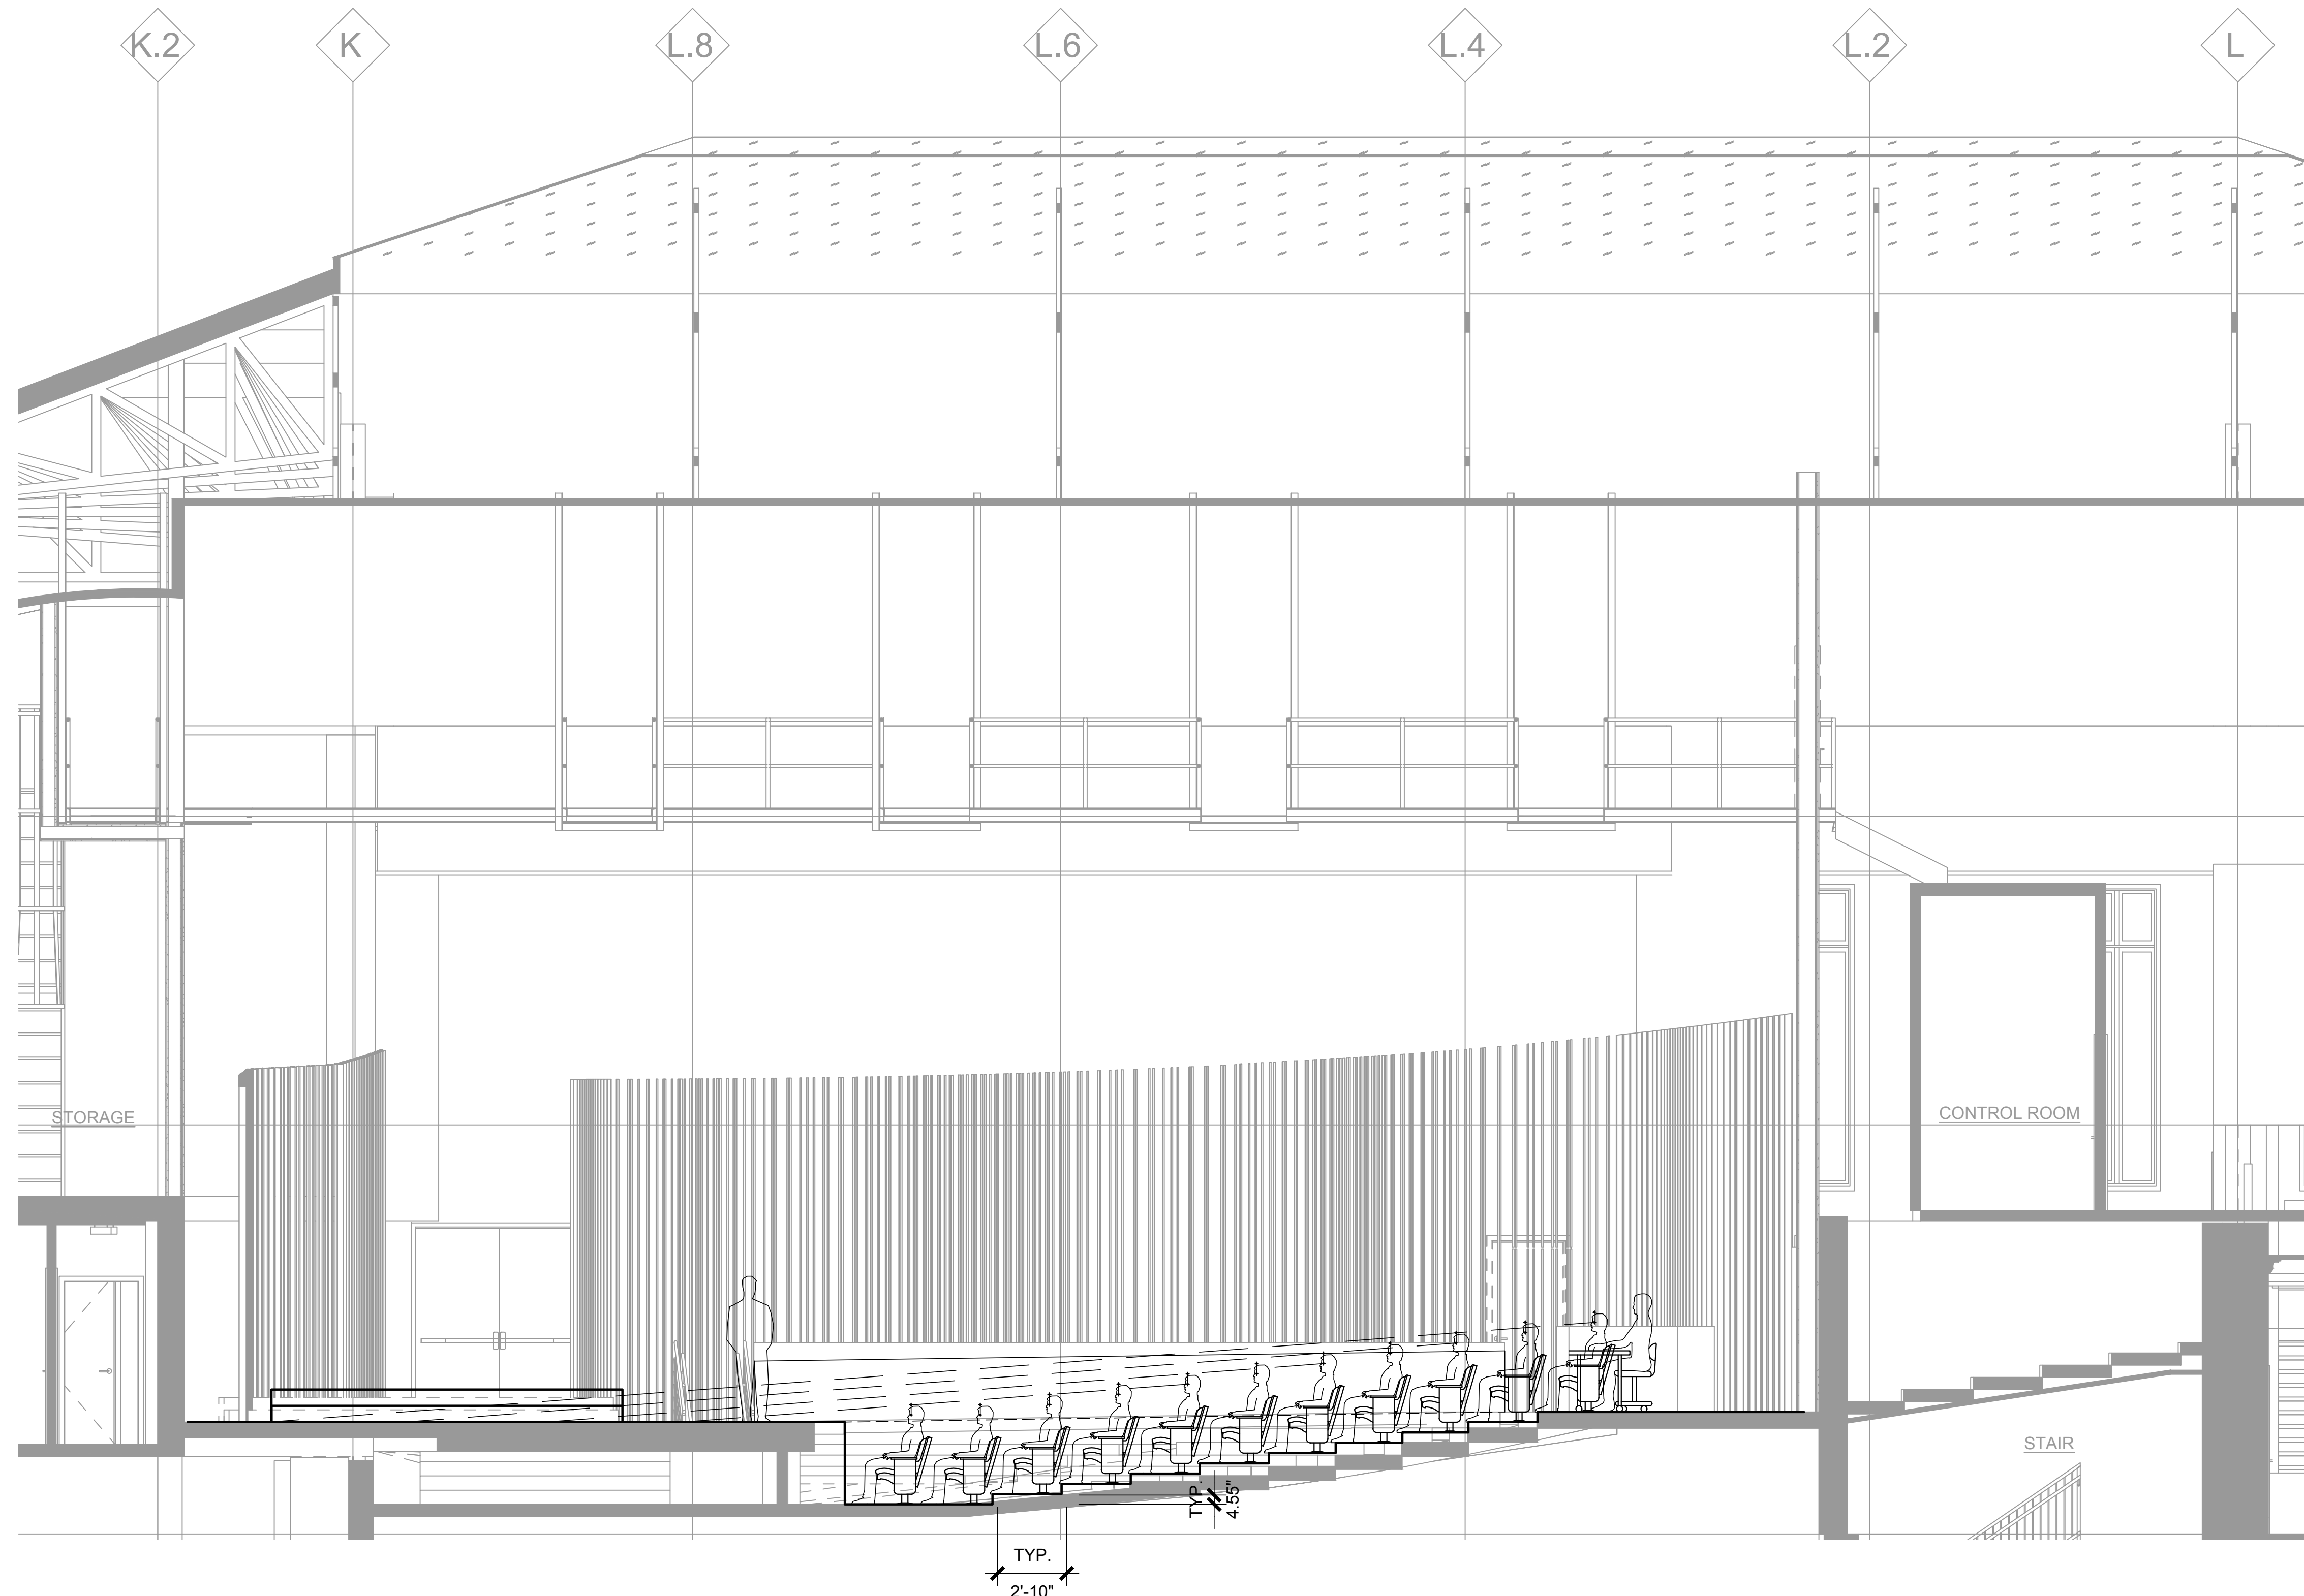 K.2
K
L.8
L.6
L.4
L.2
L
STORAGE
CONTROL ROOM
STAIR
TYP.
4.55"
TYP.
2'-10"